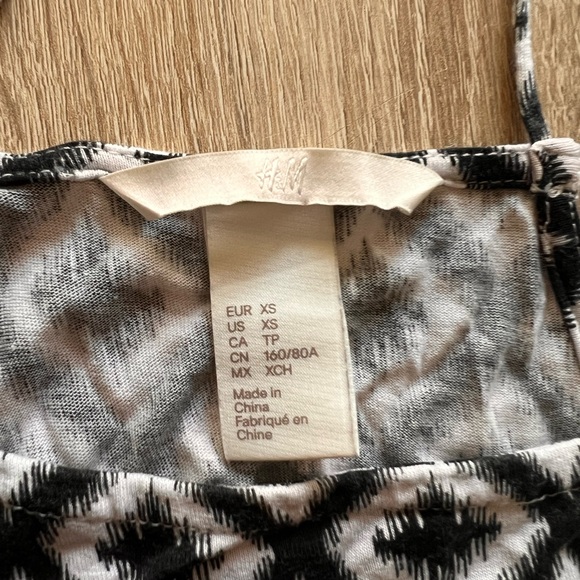 H&M
EUR XS
US XS
CA TP
CN 160/80A
MX XCH
Made in
China
Fabriqué en
Chine